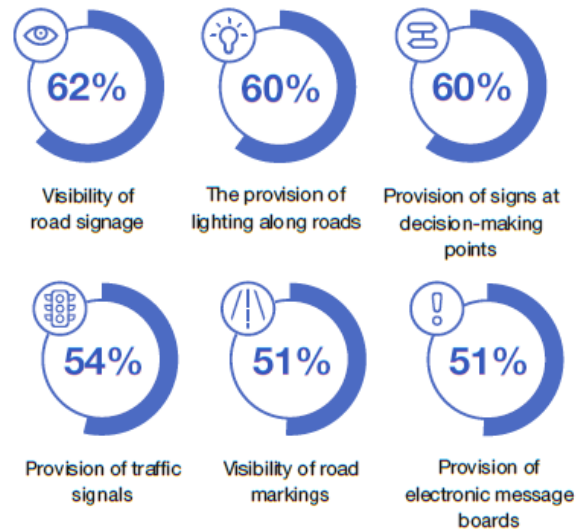 62%
60%
60%
Visibility of
road signage
The provision of
lighting along roads
Provision of signs at
decision-making
points
54%
51%
51%
Provision of traffic
signals
Visibility of road
markings
Provision of
electronic message
boards